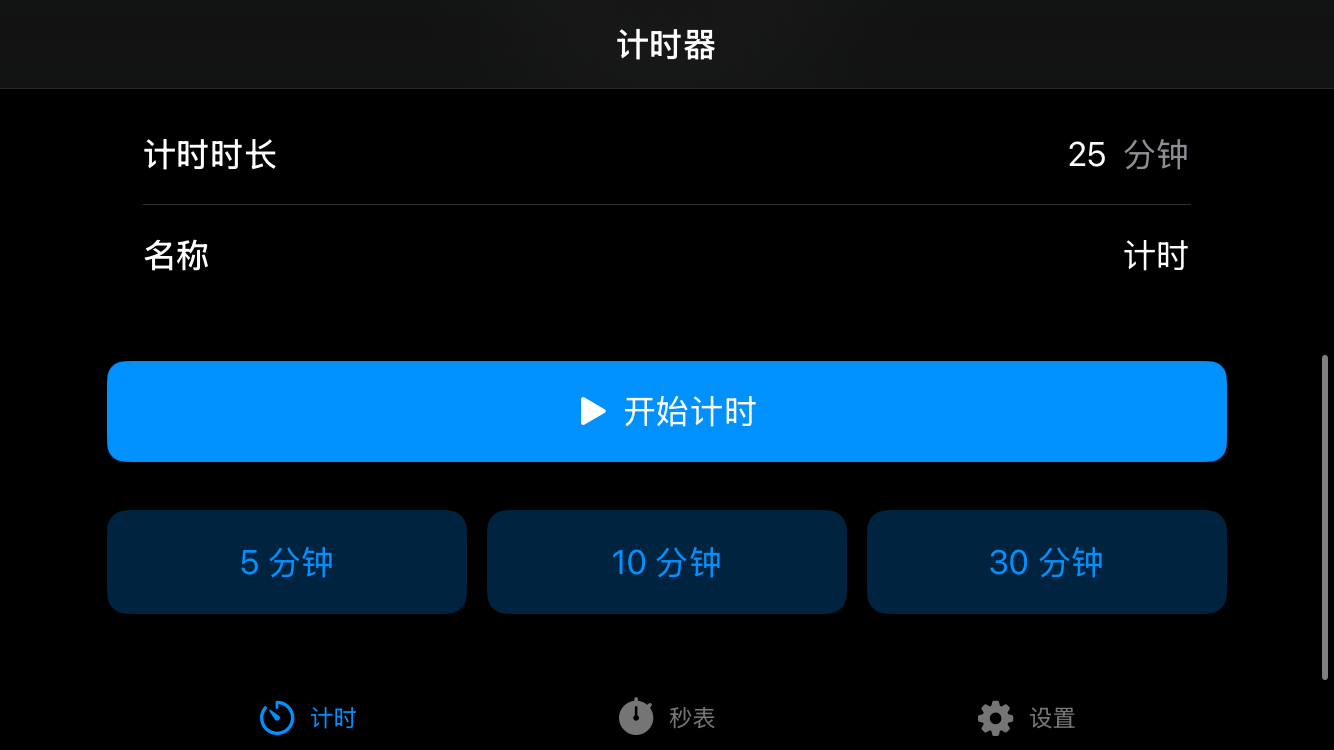 计时器
计时时长 25 分钟
名称 计时
开始计时
5 分钟 10 分钟 30 分钟
计时 秒表 设置